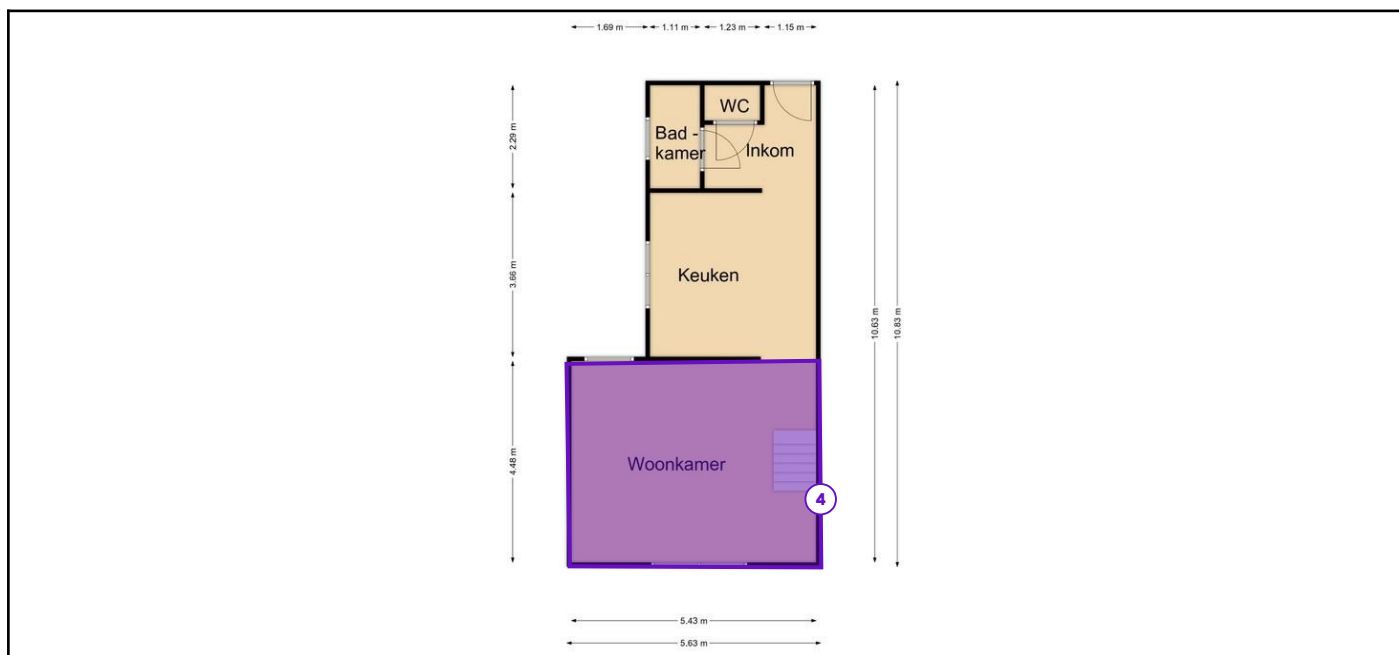 1.69 m
1.11 m
1.23 m
1.15 m
WC
Bad -
kamer
Inkom
2.29 m
Keuken
3.66 m
10.63 m
10.83 m
Woonkamer
4.48 m
4
5.43 m
5.63 m